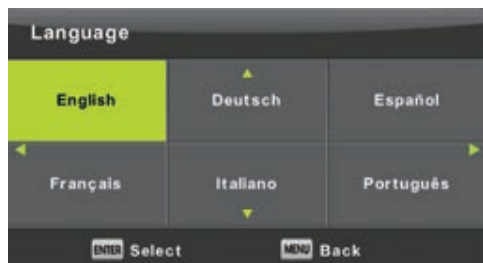 Language
English Deutsch Español
Français Italiano Português
ENTER Select MENU Back